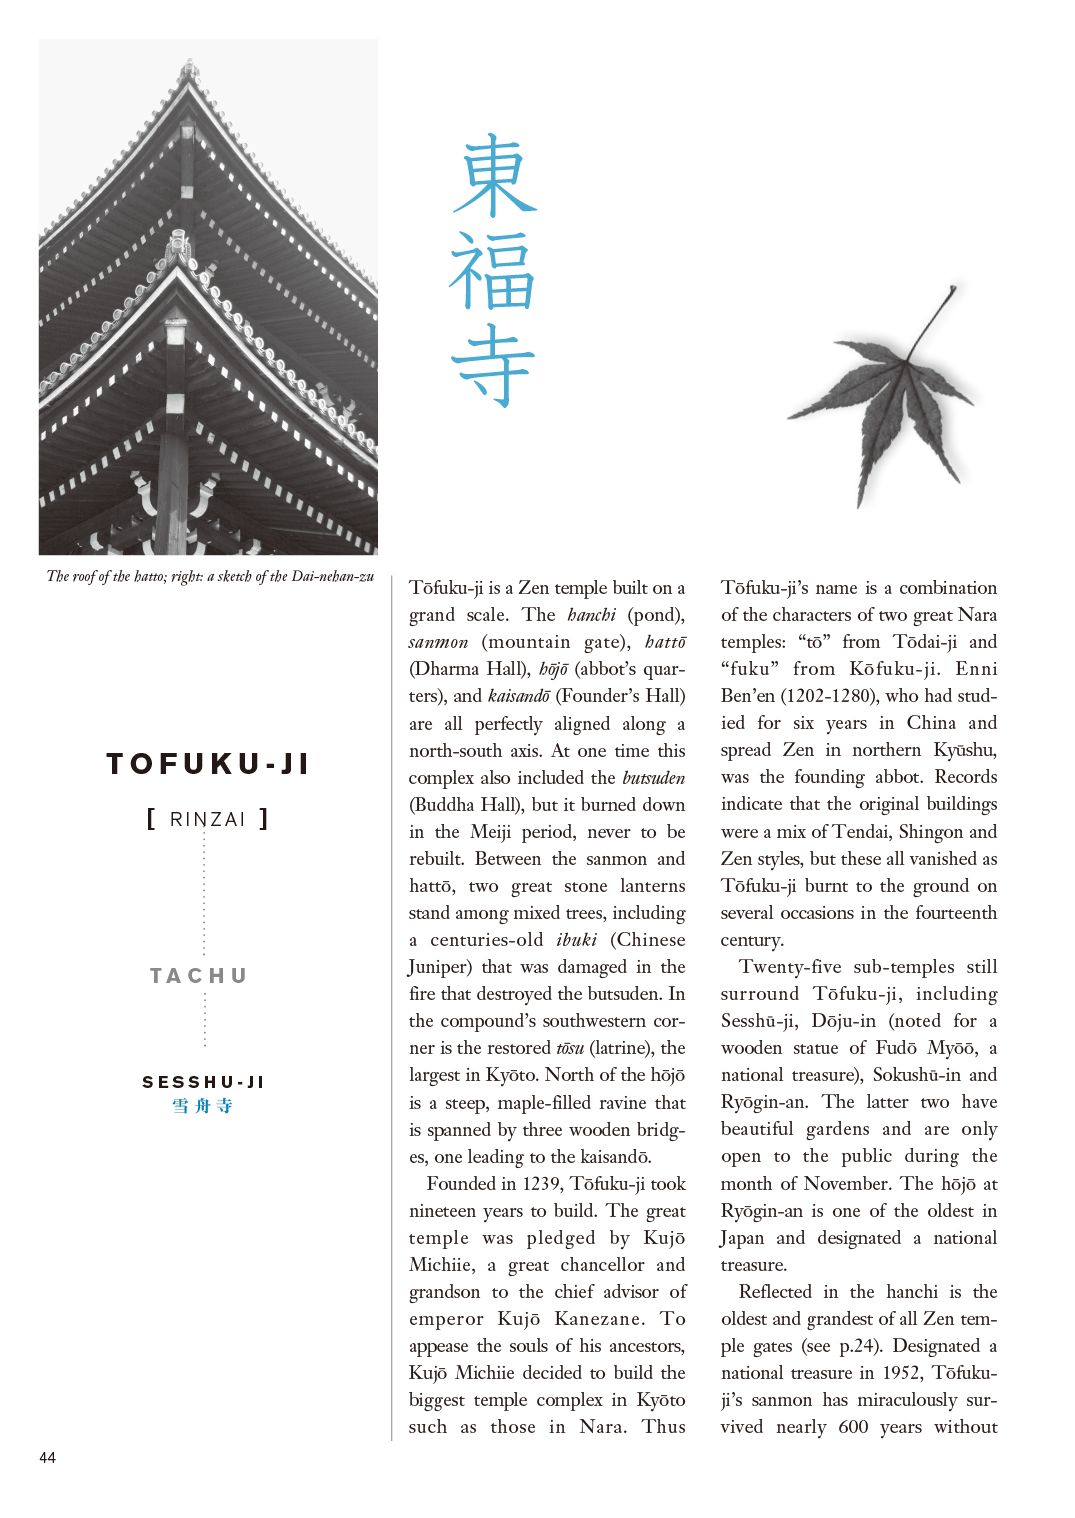 東福寺
The roof of the hatto; right: a sketch of the Dai-nehan-zu
TOFUKU-JI
[ RINZAI ]
TACHU
SESSHU-JI
雪舟寺
Tōfuku-ji is a Zen temple built on a
grand scale. The hanchi (pond),
sanmon (mountain gate), hattō
(Dharma Hall), hōjō (abbot's quar-
ters), and kaisandō (Founder's Hall)
are all perfectly aligned along a
north-south axis. At one time this
complex also included the butsuden
(Buddha Hall), but it burned down
in the Meiji period, never to be
rebuilt. Between the sanmon and
hattō, two great stone lanterns
stand among mixed trees, including
a centuries-old ibuki (Chinese
Juniper) that was damaged in the
fire that destroyed the butsuden. In
the compound's southwestern cor-
ner is the restored tōsu (latrine), the
largest in Kyōto. North of the hōjō
is a steep, maple-filled ravine that
is spanned by three wooden bridg-
es, one leading to the kaisandō.
Founded in 1239, Tōfuku-ji took
nineteen years to build. The great
temple was pledged by Kujō
Michiie, a great chancellor and
grandson to the chief advisor of
emperor Kujō Kanezane. To
appease the souls of his ancestors,
Kujō Michiie decided to build the
biggest temple complex in Kyōto
such as those in Nara. Thus
Tōfuku-ji's name is a combination
of the characters of two great Nara
temples: “tō” from Tōdai-ji and
“fuku” from Kōfuku-ji. Enni
Ben'en (1202-1280), who had stud-
ied for six years in China and
spread Zen in northern Kyūshu,
was the founding abbot. Records
indicate that the original buildings
were a mix of Tendai, Shingon and
Zen styles, but these all vanished as
Tōfuku-ji burnt to the ground on
several occasions in the fourteenth
century.
Twenty-five sub-temples still
surround Tōfuku-ji, including
Sesshū-ji, Dōju-in (noted for a
wooden statue of Fudō Myōō, a
national treasure), Sokushū-in and
Ryōgin-an. The latter two have
beautiful gardens and are only
open to the public during the
month of November. The hōjō at
Ryōgin-an is one of the oldest in
Japan and designated a national
treasure.
Reflected in the hanchi is the
oldest and grandest of all Zen tem-
ple gates (see p.24). Designated a
national treasure in 1952, Tōfuku-
ji's sanmon has miraculously sur-
vived nearly 600 years without
44